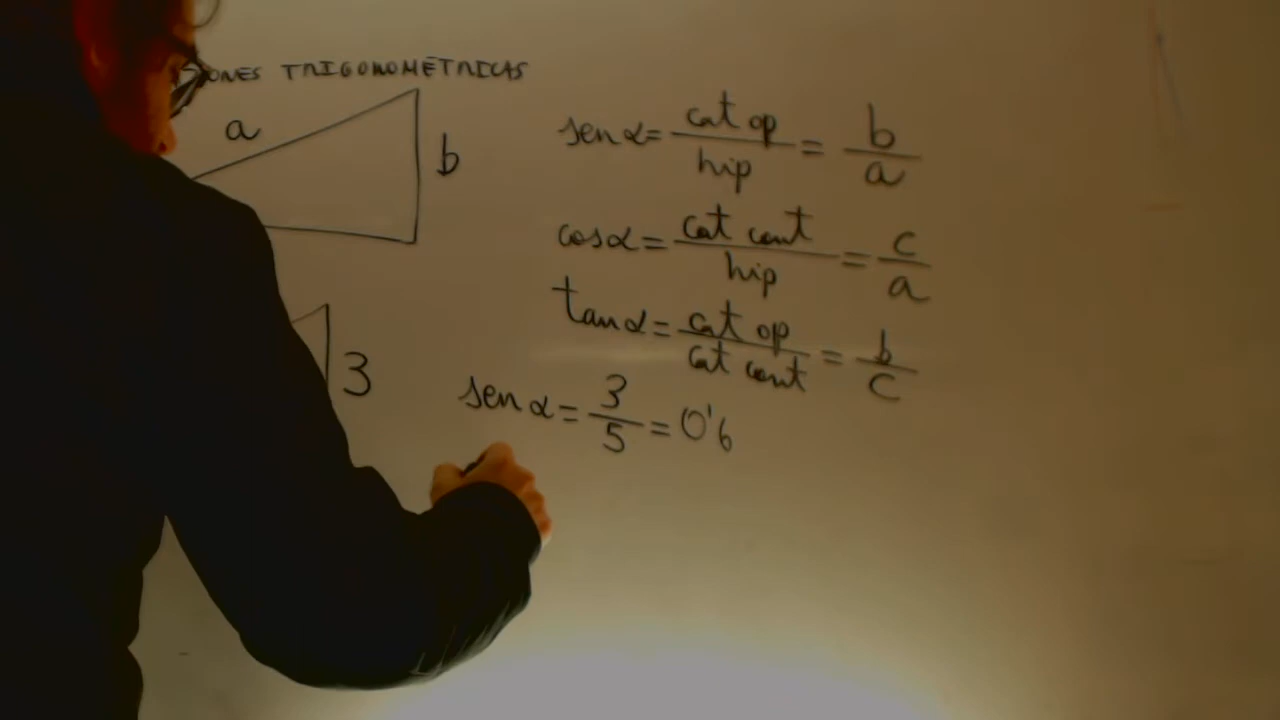 ONES TRIGONOMÉTRICAS
a
b
sen α = cat op / hip = b / a
cos α = cat cont / hip = c / a
tan α = cat op / cat cont = b / c
3
sen α = 3 / 5 = 0'6